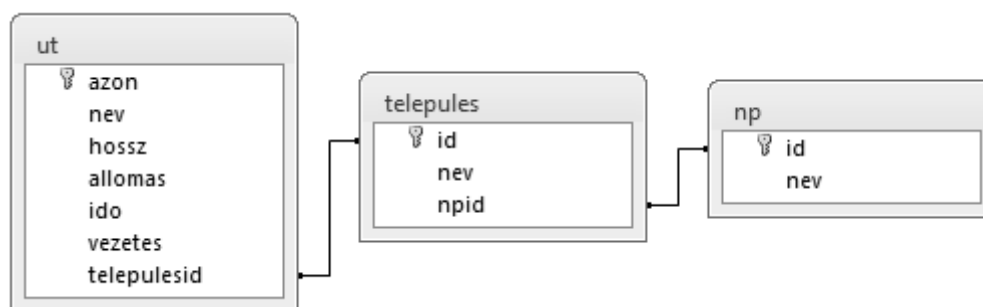 ut
azon
nev
hossz
allomas
ido
vezetes
telepulesid
telepules
id
nev
npid
np
id
nev